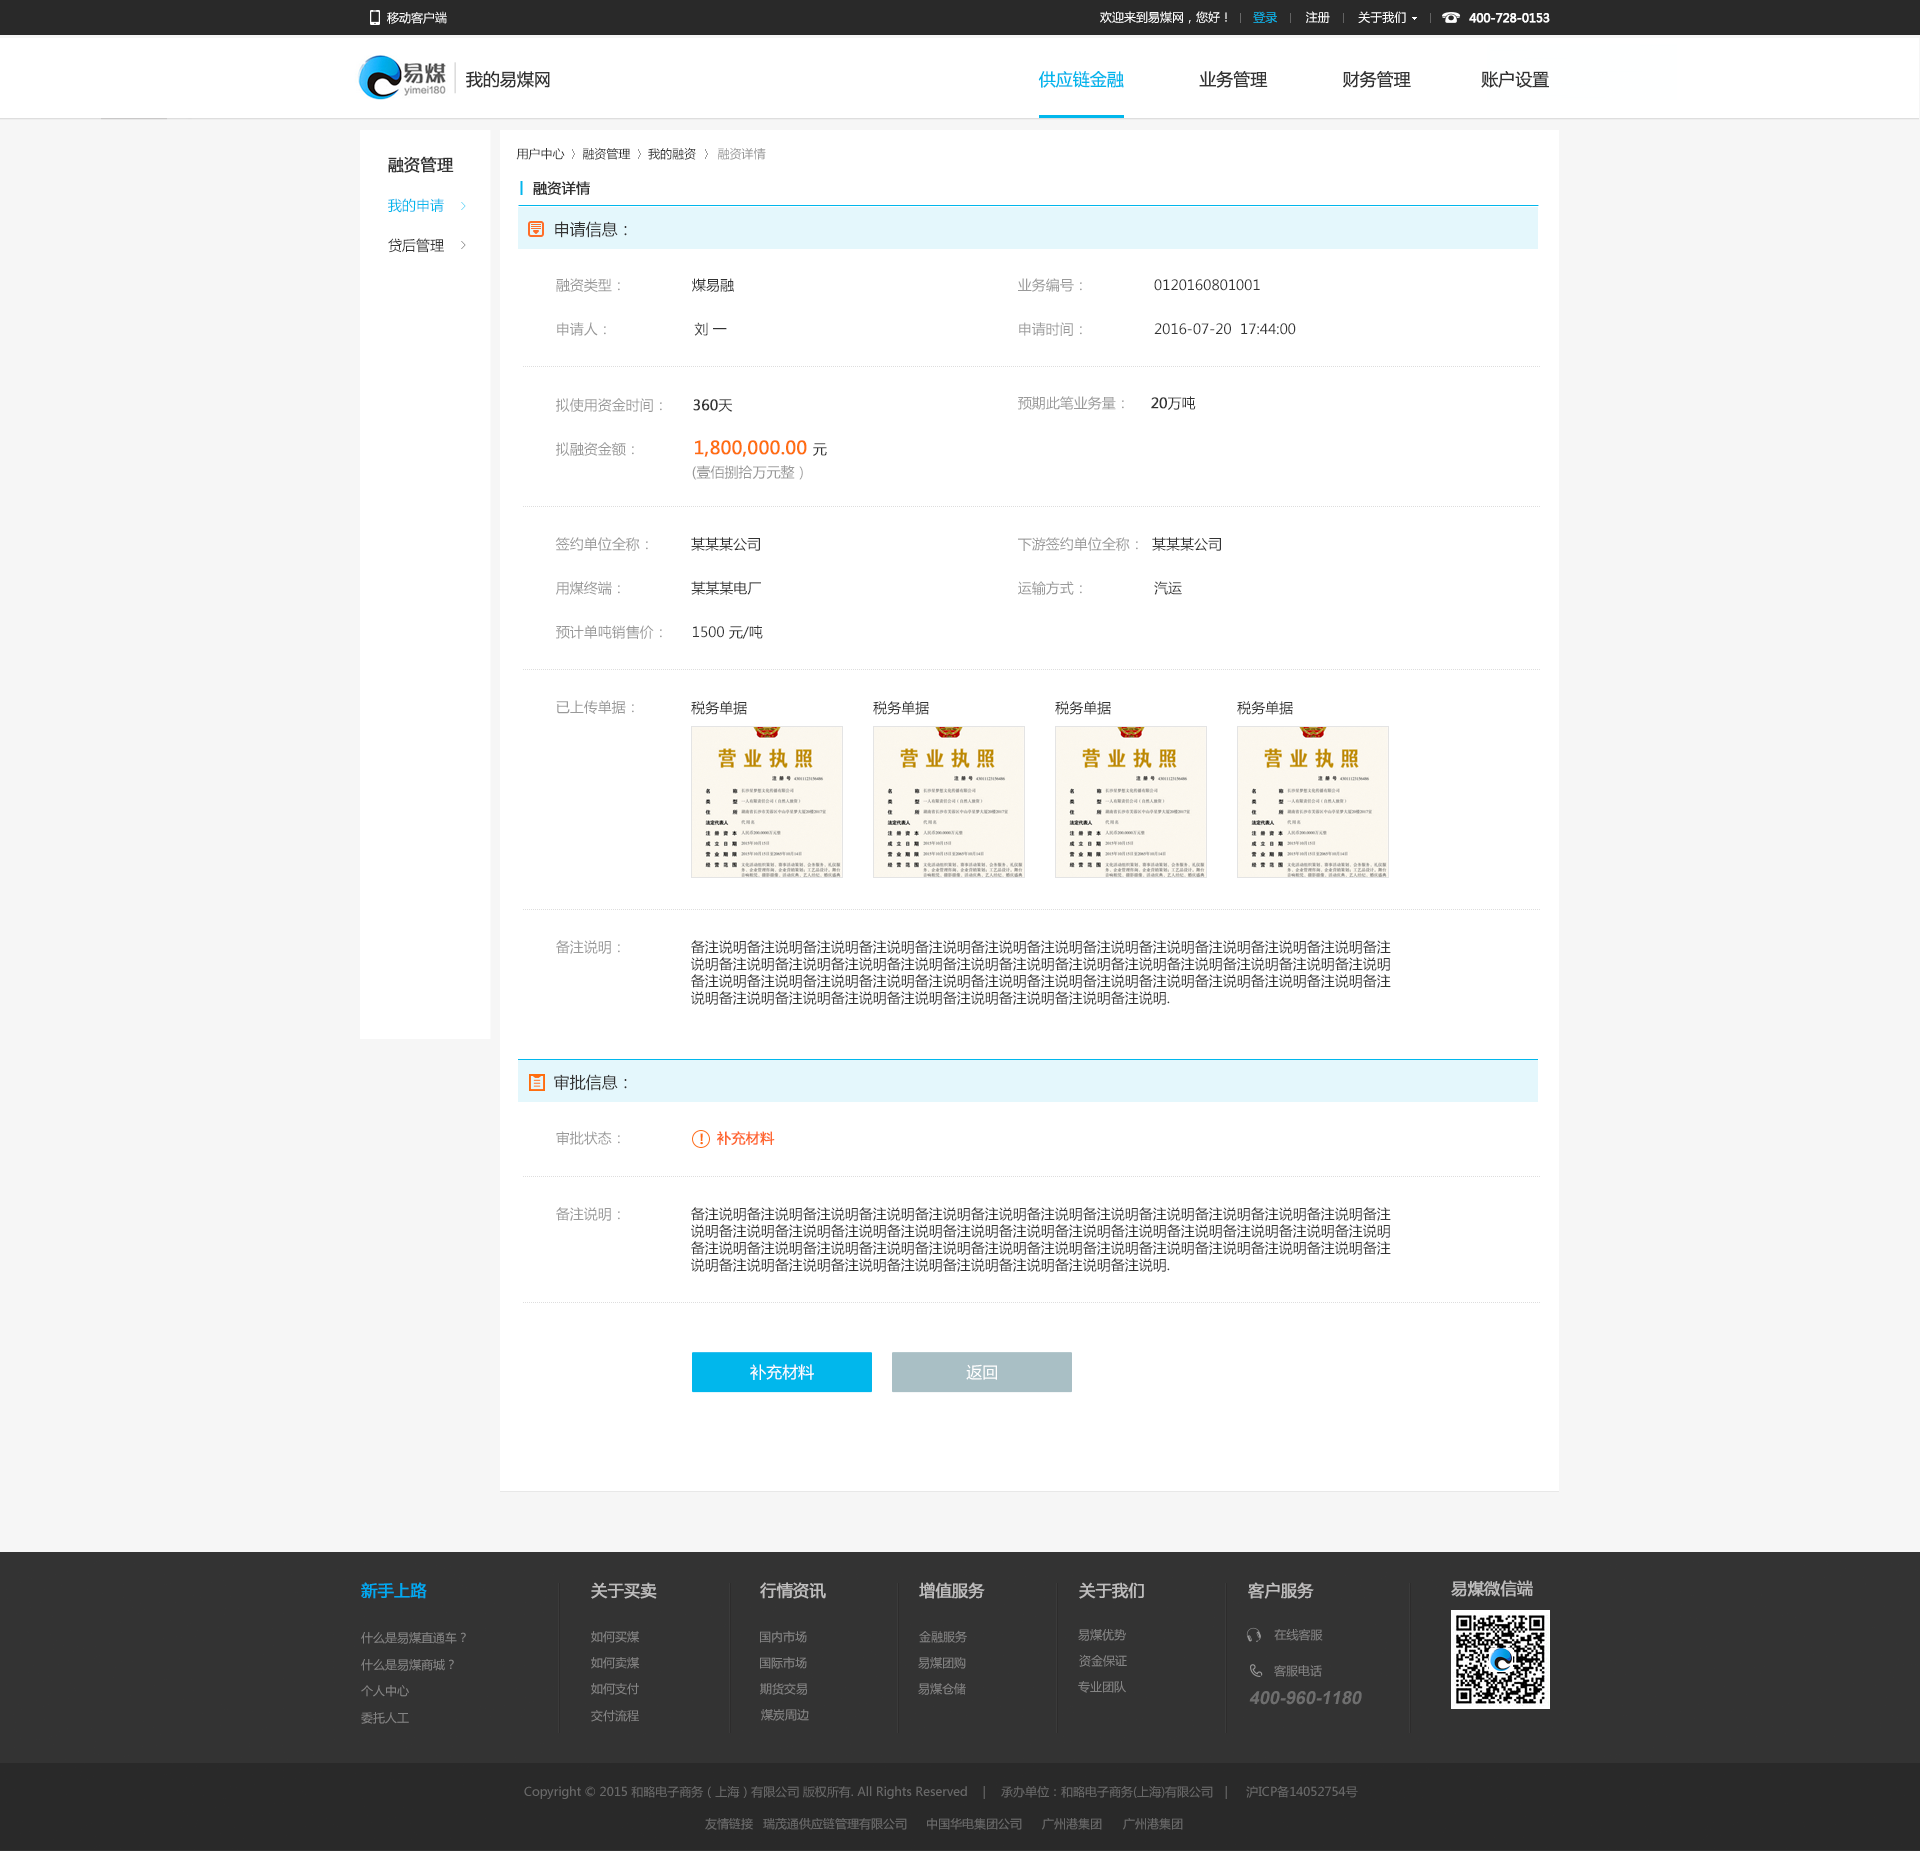 移动客户端
欢迎来到易煤网，您好！ 登录 注册 关于我们 400-728-0153
易煤
yimei180
我的易煤网
供应链金融 业务管理 财务管理 账户设置
融资管理
我的申请
贷后管理
用户中心 〉融资管理 〉我的融资 〉融资详情
融资详情
申请信息：
融资类型： 煤易融 业务编号： 0120160801001
申请人： 刘 一 申请时间： 2016-07-20 17:44:00
拟使用资金时间： 360天 预期此笔业务量： 20万吨
拟融资金额： 1,800,000.00 元
(壹佰捌拾万元整）
签约单位全称： 某某某公司 下游签约单位全称： 某某某公司
用煤终端： 某某某电厂 运输方式： 汽运
预计单吨销售价： 1500 元/吨
已上传单据： 税务单据 税务单据 税务单据 税务单据
营业执照 营业执照 营业执照 营业执照
备注说明： 备注说明备注说明备注说明备注说明备注说明备注说明备注说明备注说明备注说明备注说明备注说明备注说明备注
说明备注说明备注说明备注说明备注说明备注说明备注说明备注说明备注说明备注说明备注说明备注说明备注说明
备注说明备注说明备注说明备注说明备注说明备注说明备注说明备注说明备注说明备注说明备注说明备注说明备注
说明备注说明备注说明备注说明备注说明备注说明备注说明备注说明备注说明.
审批信息：
审批状态： 补充材料
备注说明： 备注说明备注说明备注说明备注说明备注说明备注说明备注说明备注说明备注说明备注说明备注说明备注说明备注
说明备注说明备注说明备注说明备注说明备注说明备注说明备注说明备注说明备注说明备注说明备注说明备注说明
备注说明备注说明备注说明备注说明备注说明备注说明备注说明备注说明备注说明备注说明备注说明备注说明备注
说明备注说明备注说明备注说明备注说明备注说明备注说明备注说明备注说明.
补充材料 返回
新手上路
什么是易煤直通车？
什么是易煤商城？
个人中心
委托人工
关于买卖
如何买煤
如何卖煤
如何支付
交付流程
行情资讯
国内市场
国际市场
期货交易
煤炭周边
增值服务
金融服务
易煤团购
易煤仓储
关于我们
易煤优势
资金保证
专业团队
客户服务
在线客服
客服电话
400-960-1180
易煤微信端
Copyright © 2015 和略电子商务（上海）有限公司 版权所有. All Rights Reserved | 承办单位：和略电子商务(上海)有限公司 | 沪ICP备14052754号
友情链接 瑞茂通供应链管理有限公司 中国华电集团公司 广州港集团 广州港集团